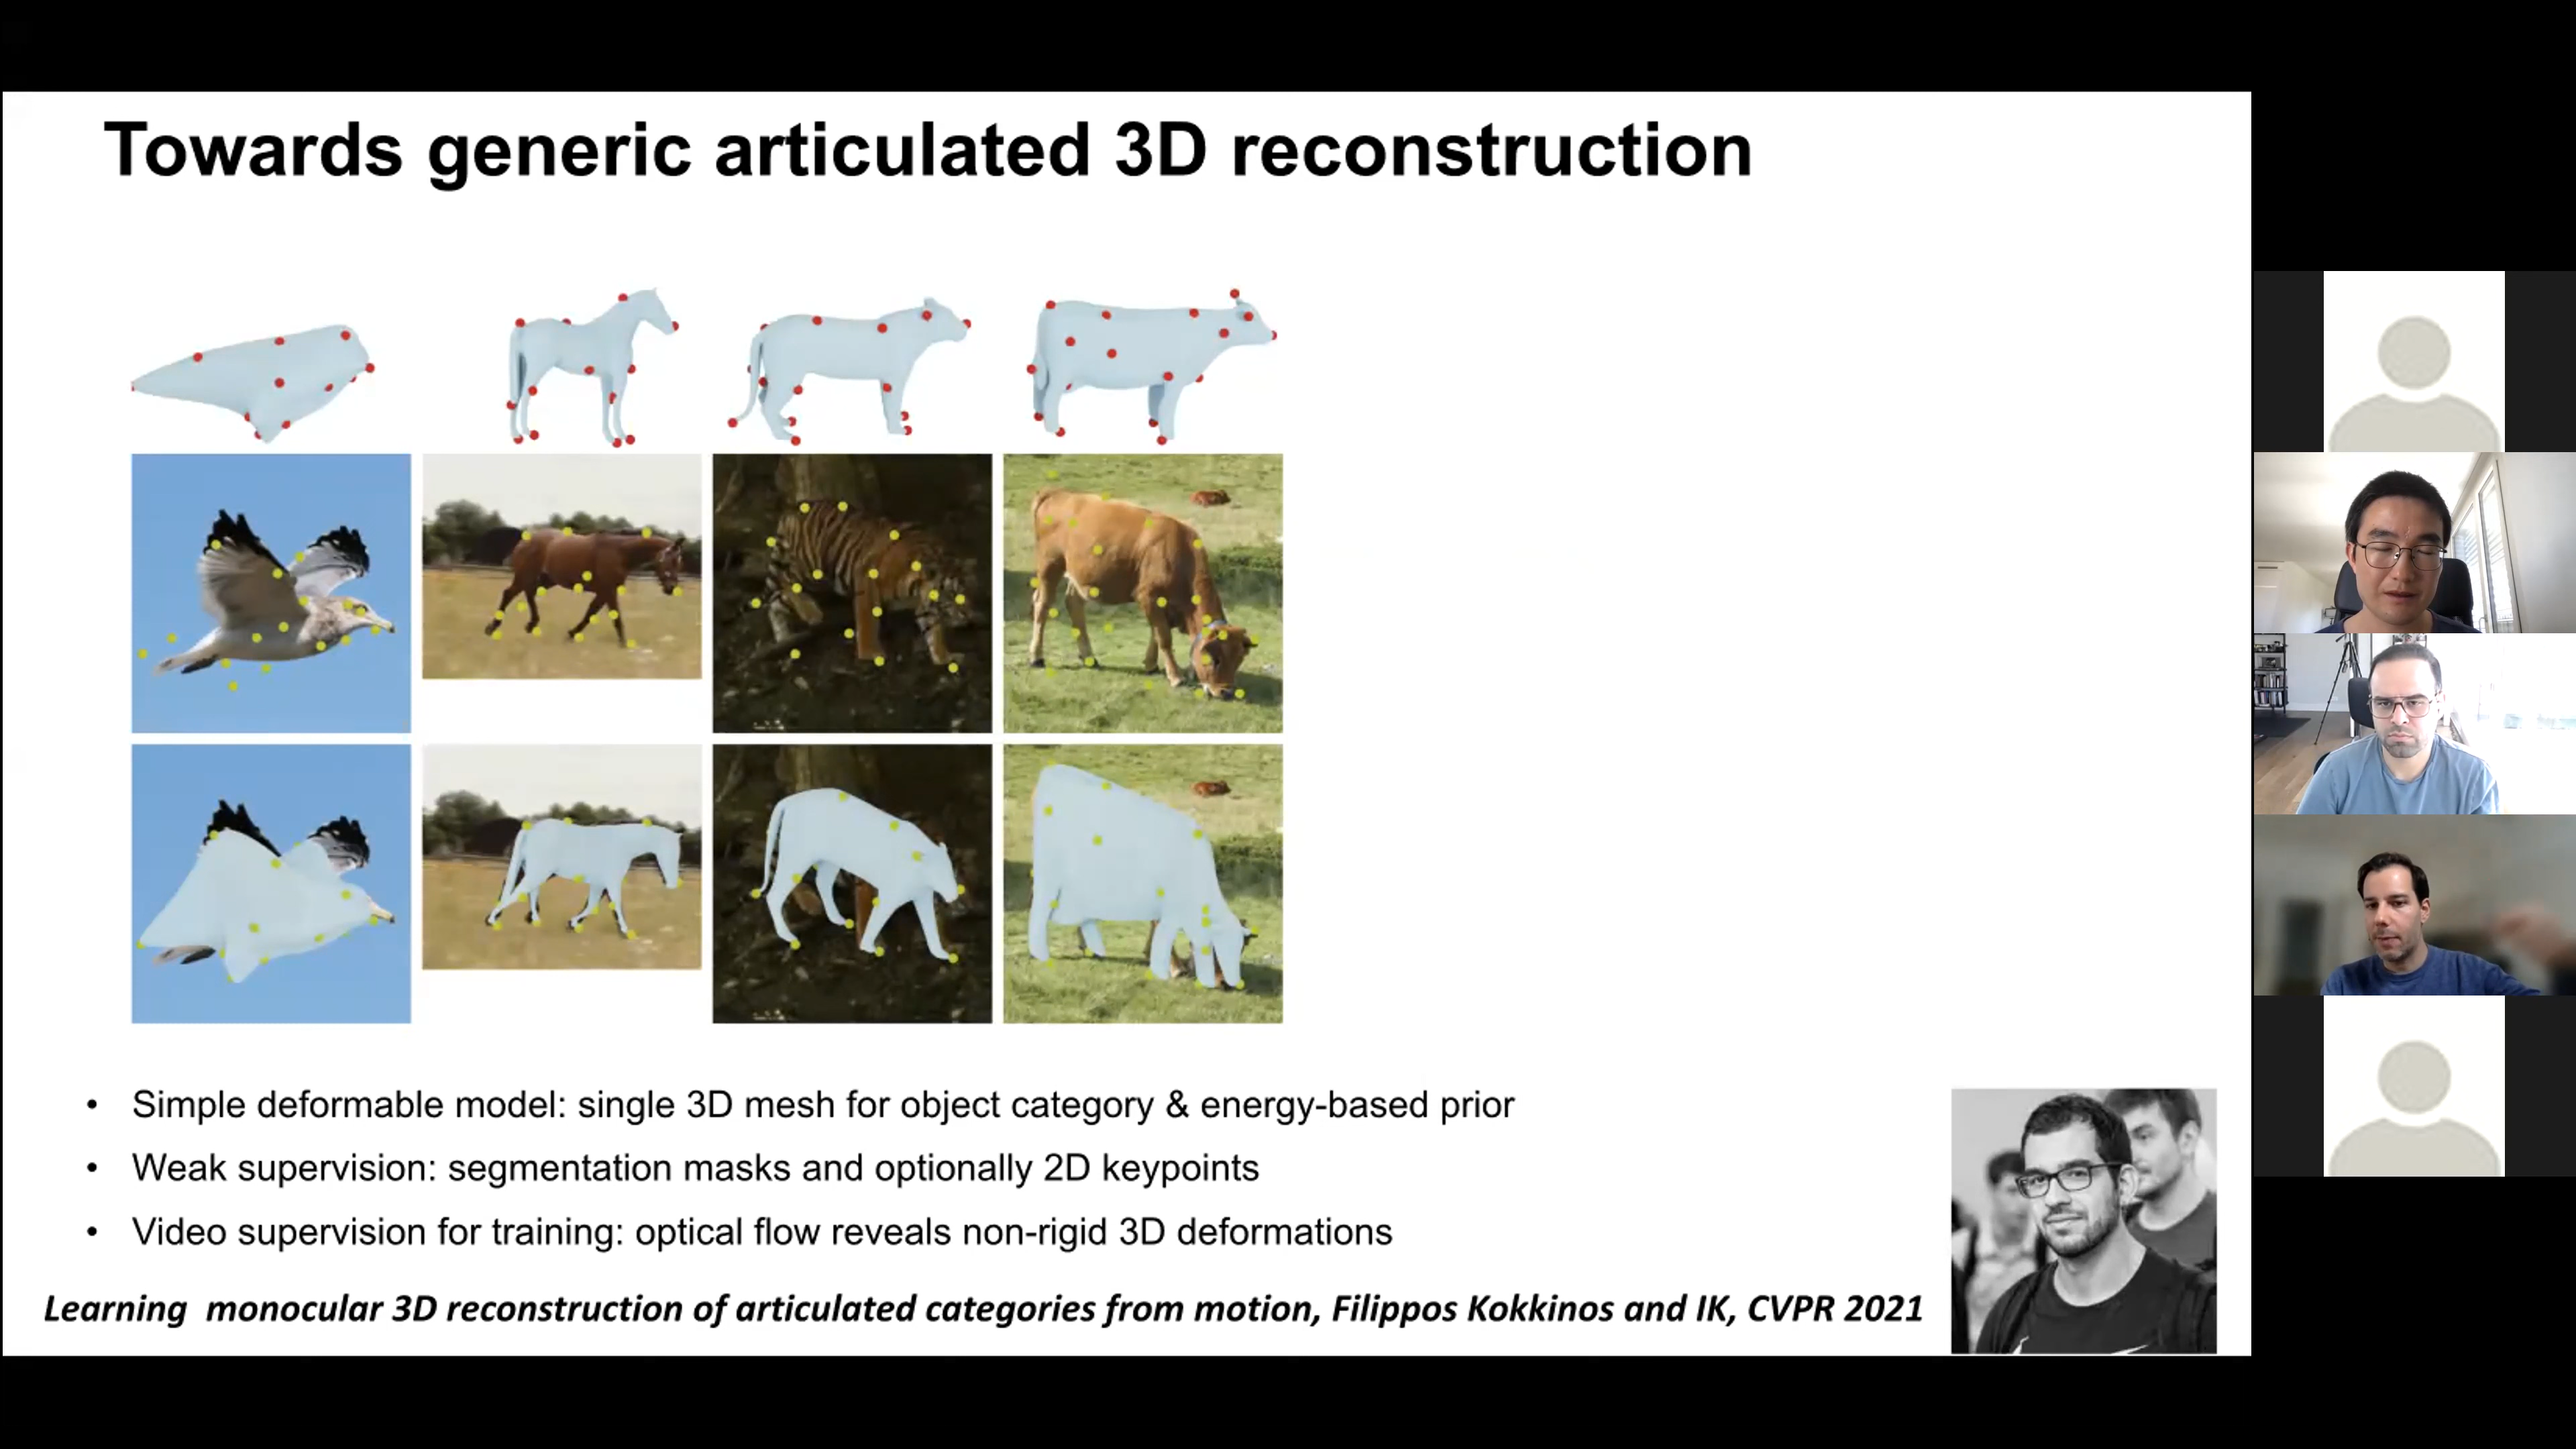 Towards generic articulated 3D reconstruction
• Simple deformable model: single 3D mesh for object category & energy-based prior
• Weak supervision: segmentation masks and optionally 2D keypoints
• Video supervision for training: optical flow reveals non-rigid 3D deformations
Learning monocular 3D reconstruction of articulated categories from motion, Filippos Kokkinos and IK, CVPR 2021